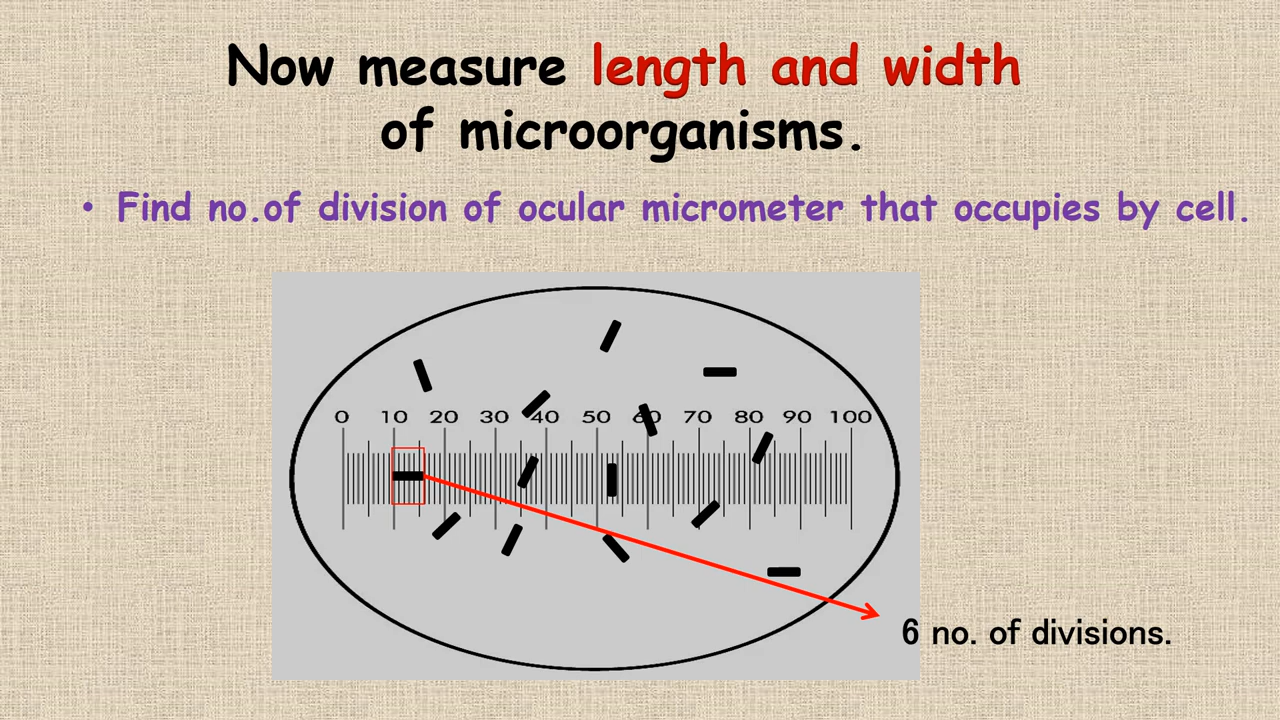 Now measure length and width
of microorganisms.
• Find no.of division of ocular micrometer that occupies by cell.
0 10 20 30 40 50 60 70 80 90 100
6 no. of divisions.